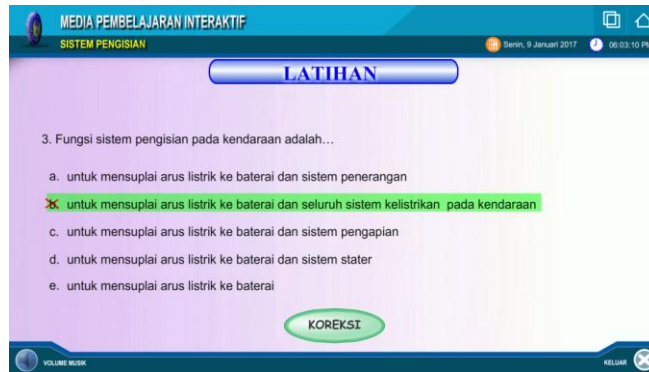 MEDIA PEMBELAJARAN INTERAKTIF
SISTEM PENGISIAN
Senin, 9 Januari 2017
06:03:10 PM
LATIHAN
3. Fungsi sistem pengisian pada kendaraan adalah…
a. untuk mensuplai arus listrik ke baterai dan sistem penerangan
b. untuk mensuplai arus listrik ke baterai dan seluruh sistem kelistrikan pada kendaraan
c. untuk mensuplai arus listrik ke baterai dan sistem pengapian
d. untuk mensuplai arus listrik ke baterai dan sistem stater
e. untuk mensuplai arus listrik ke baterai
KOREKSI
VOLUME MUSIK
KELUAR